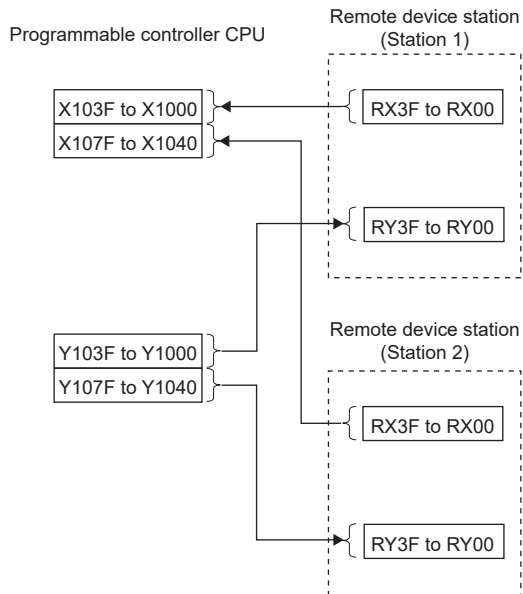 Programmable controller CPU
Remote device station
(Station 1)
X103F to X1000
X107F to X1040
RX3F to RX00
RY3F to RY00
Y103F to Y1000
Y107F to Y1040
Remote device station
(Station 2)
RX3F to RX00
RY3F to RY00